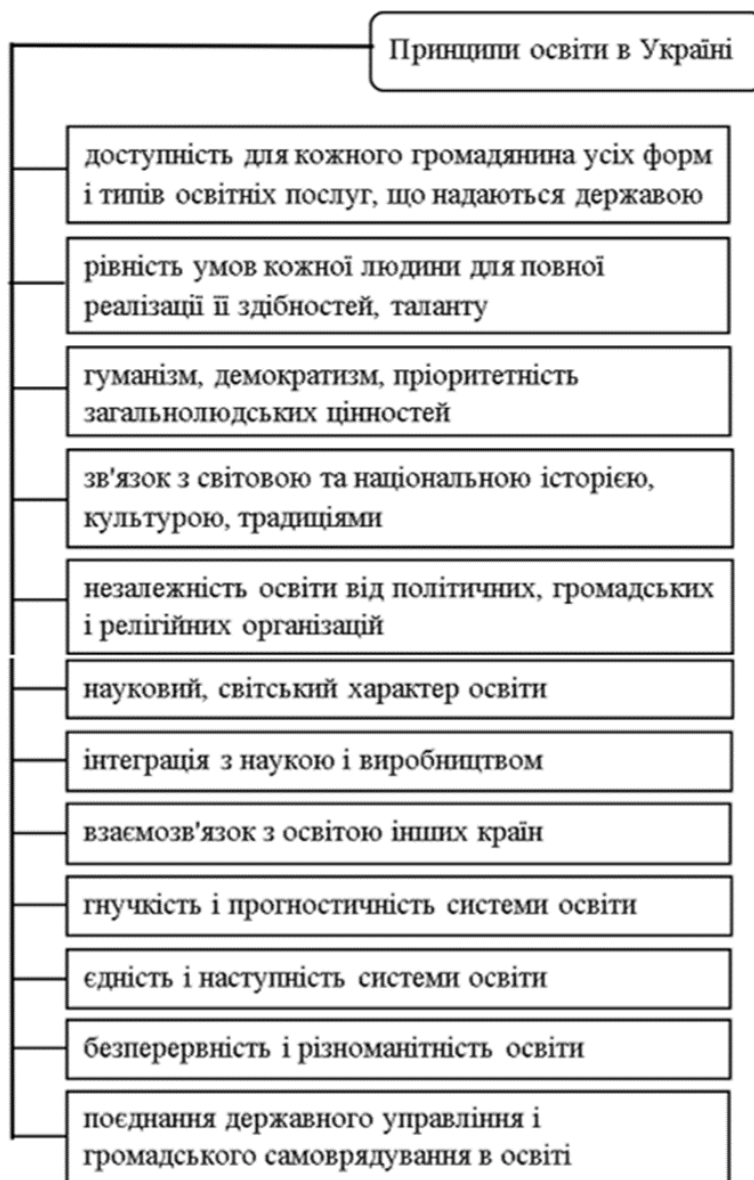 Принципи освіти в Україні
доступність для кожного громадянина усіх форм
і типів освітніх послуг, що надаються державою
рівність умов кожної людини для повної
реалізації її здібностей, таланту
гуманізм, демократизм, пріоритетність
загальнолюдських цінностей
зв'язок з світовою та національною історією,
культурою, традиціями
незалежність освіти від політичних, громадських
і релігійних організацій
науковий, світський характер освіти
інтеграція з наукою і виробництвом
взаємозв'язок з освітою інших країн
гнучкість і прогностичність системи освіти
єдність і наступність системи освіти
безперервність і різноманітність освіти
поєднання державного управління і
громадського самоврядування в освіті